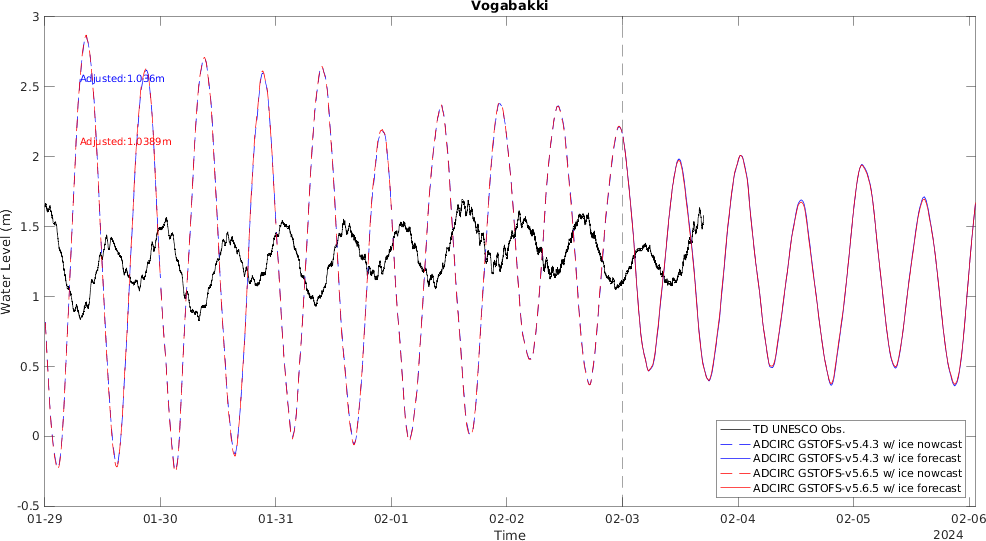 Vogabakki
Adjusted:1.036m
Adjusted:1.0389m
Water Level (m)
3
2.5
2
1.5
1
0.5
0
-0.5
01-29
01-30
01-31
02-01
02-02
02-03
02-04
02-05
02-06
Time
2024
TD UNESCO Obs.
ADCIRC GSTOFS-v5.4.3 w/ ice nowcast
ADCIRC GSTOFS-v5.4.3 w/ ice forecast
ADCIRC GSTOFS-v5.6.5 w/ ice nowcast
ADCIRC GSTOFS-v5.6.5 w/ ice forecast